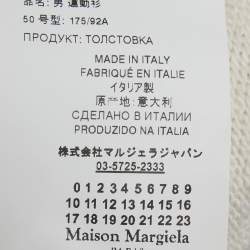 品名: 男 運動衫
50 号型: 175/92A
ПРОДУКТ: ТОЛСТОВКА
MADE IN ITALY
FABRIQUÉ EN ITALIE
イタリア製
原产地: 意大利
СДЕЛАНО В ИТАЛИИ
PRODUZIDO NA ITALIA
株式会社マルジェラジャパン
03-5725-2333
0 1 2 3 4 5 6 7 8 9
10 11 12 13 14 15 16
17 18 19 20 21 22 23
Maison Margiela